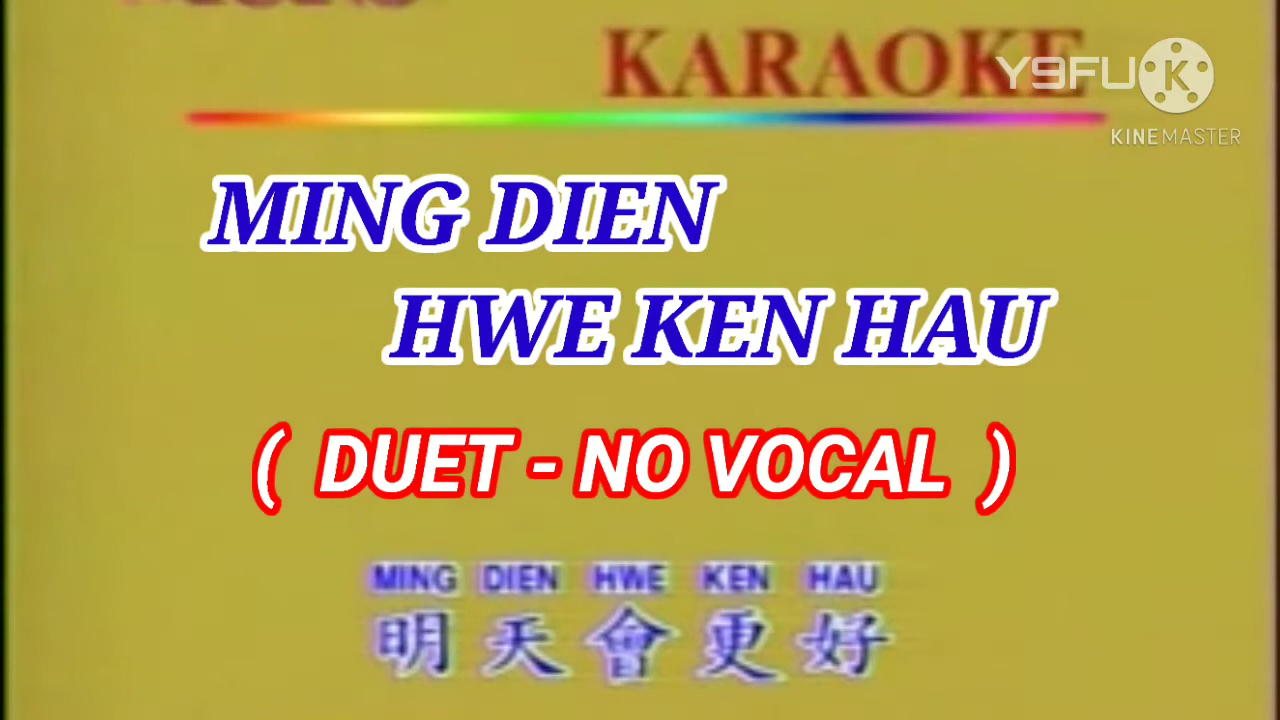 KARAOKE
Y9FU
KINEMASTER
MING DIEN
HWE KEN HAU
( DUET - NO VOCAL )
MING DIEN HWE KEN HAU
明天會更好